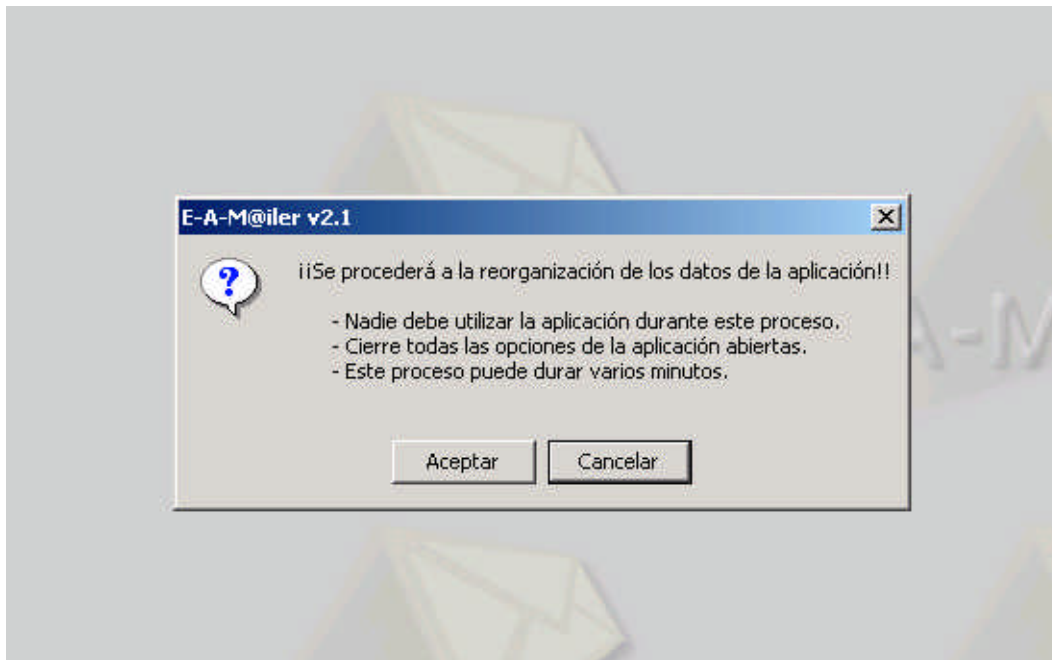 E-A-M@iler v2.1
¡¡Se procederá a la reorganización de los datos de la aplicación!!
- Nadie debe utilizar la aplicación durante este proceso.
- Cierre todas las opciones de la aplicación abiertas.
- Este proceso puede durar varios minutos.
Aceptar Cancelar
A-M